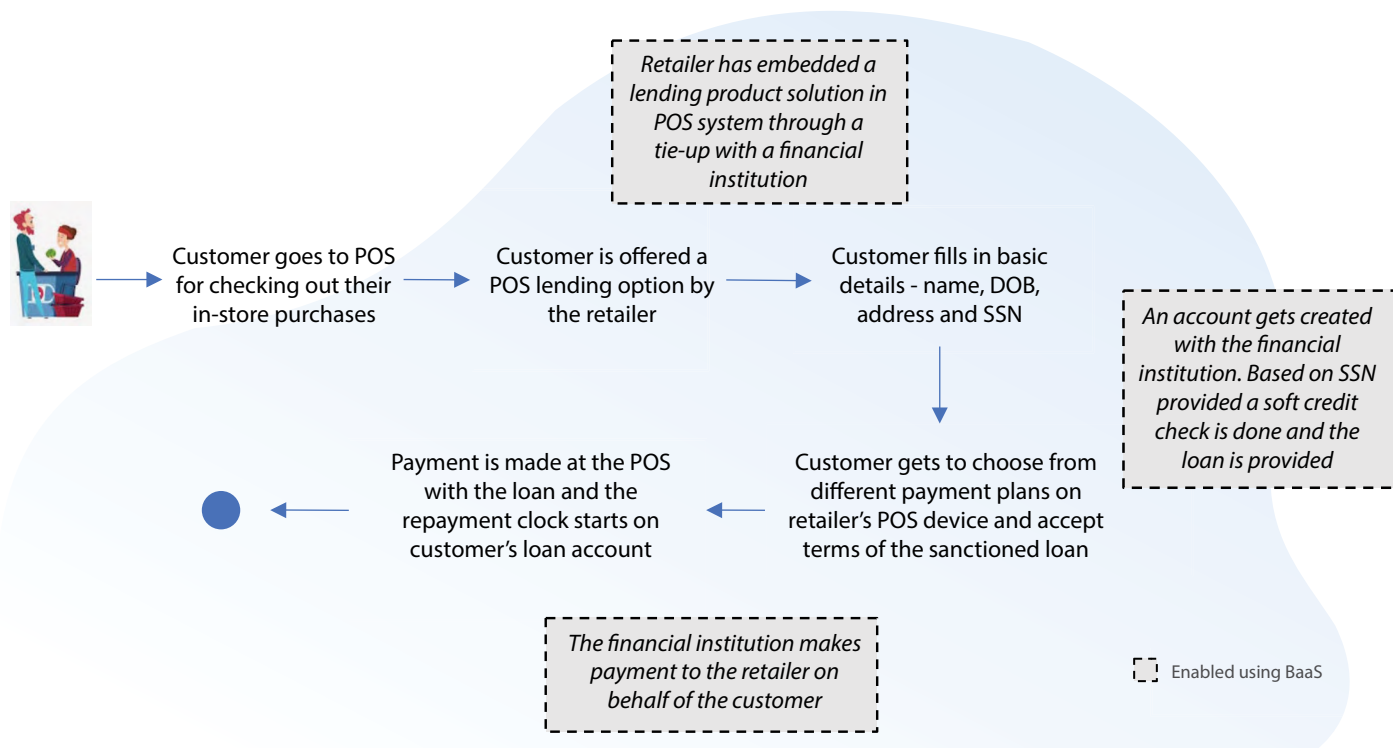 Retailer has embedded a
lending product solution in
POS system through a
tie-up with a financial
institution
Customer goes to POS
for checking out their
in-store purchases
Customer is offered a
POS lending option by
the retailer
Customer fills in basic
details - name, DOB,
address and SSN
An account gets created
with the financial
institution. Based on SSN
provided a soft credit
check is done and the
loan is provided
Customer gets to choose from
different payment plans on
retailer’s POS device and accept
terms of the sanctioned loan
Payment is made at the POS
with the loan and the
repayment clock starts on
customer’s loan account
The financial institution makes
payment to the retailer on
behalf of the customer
Enabled using BaaS